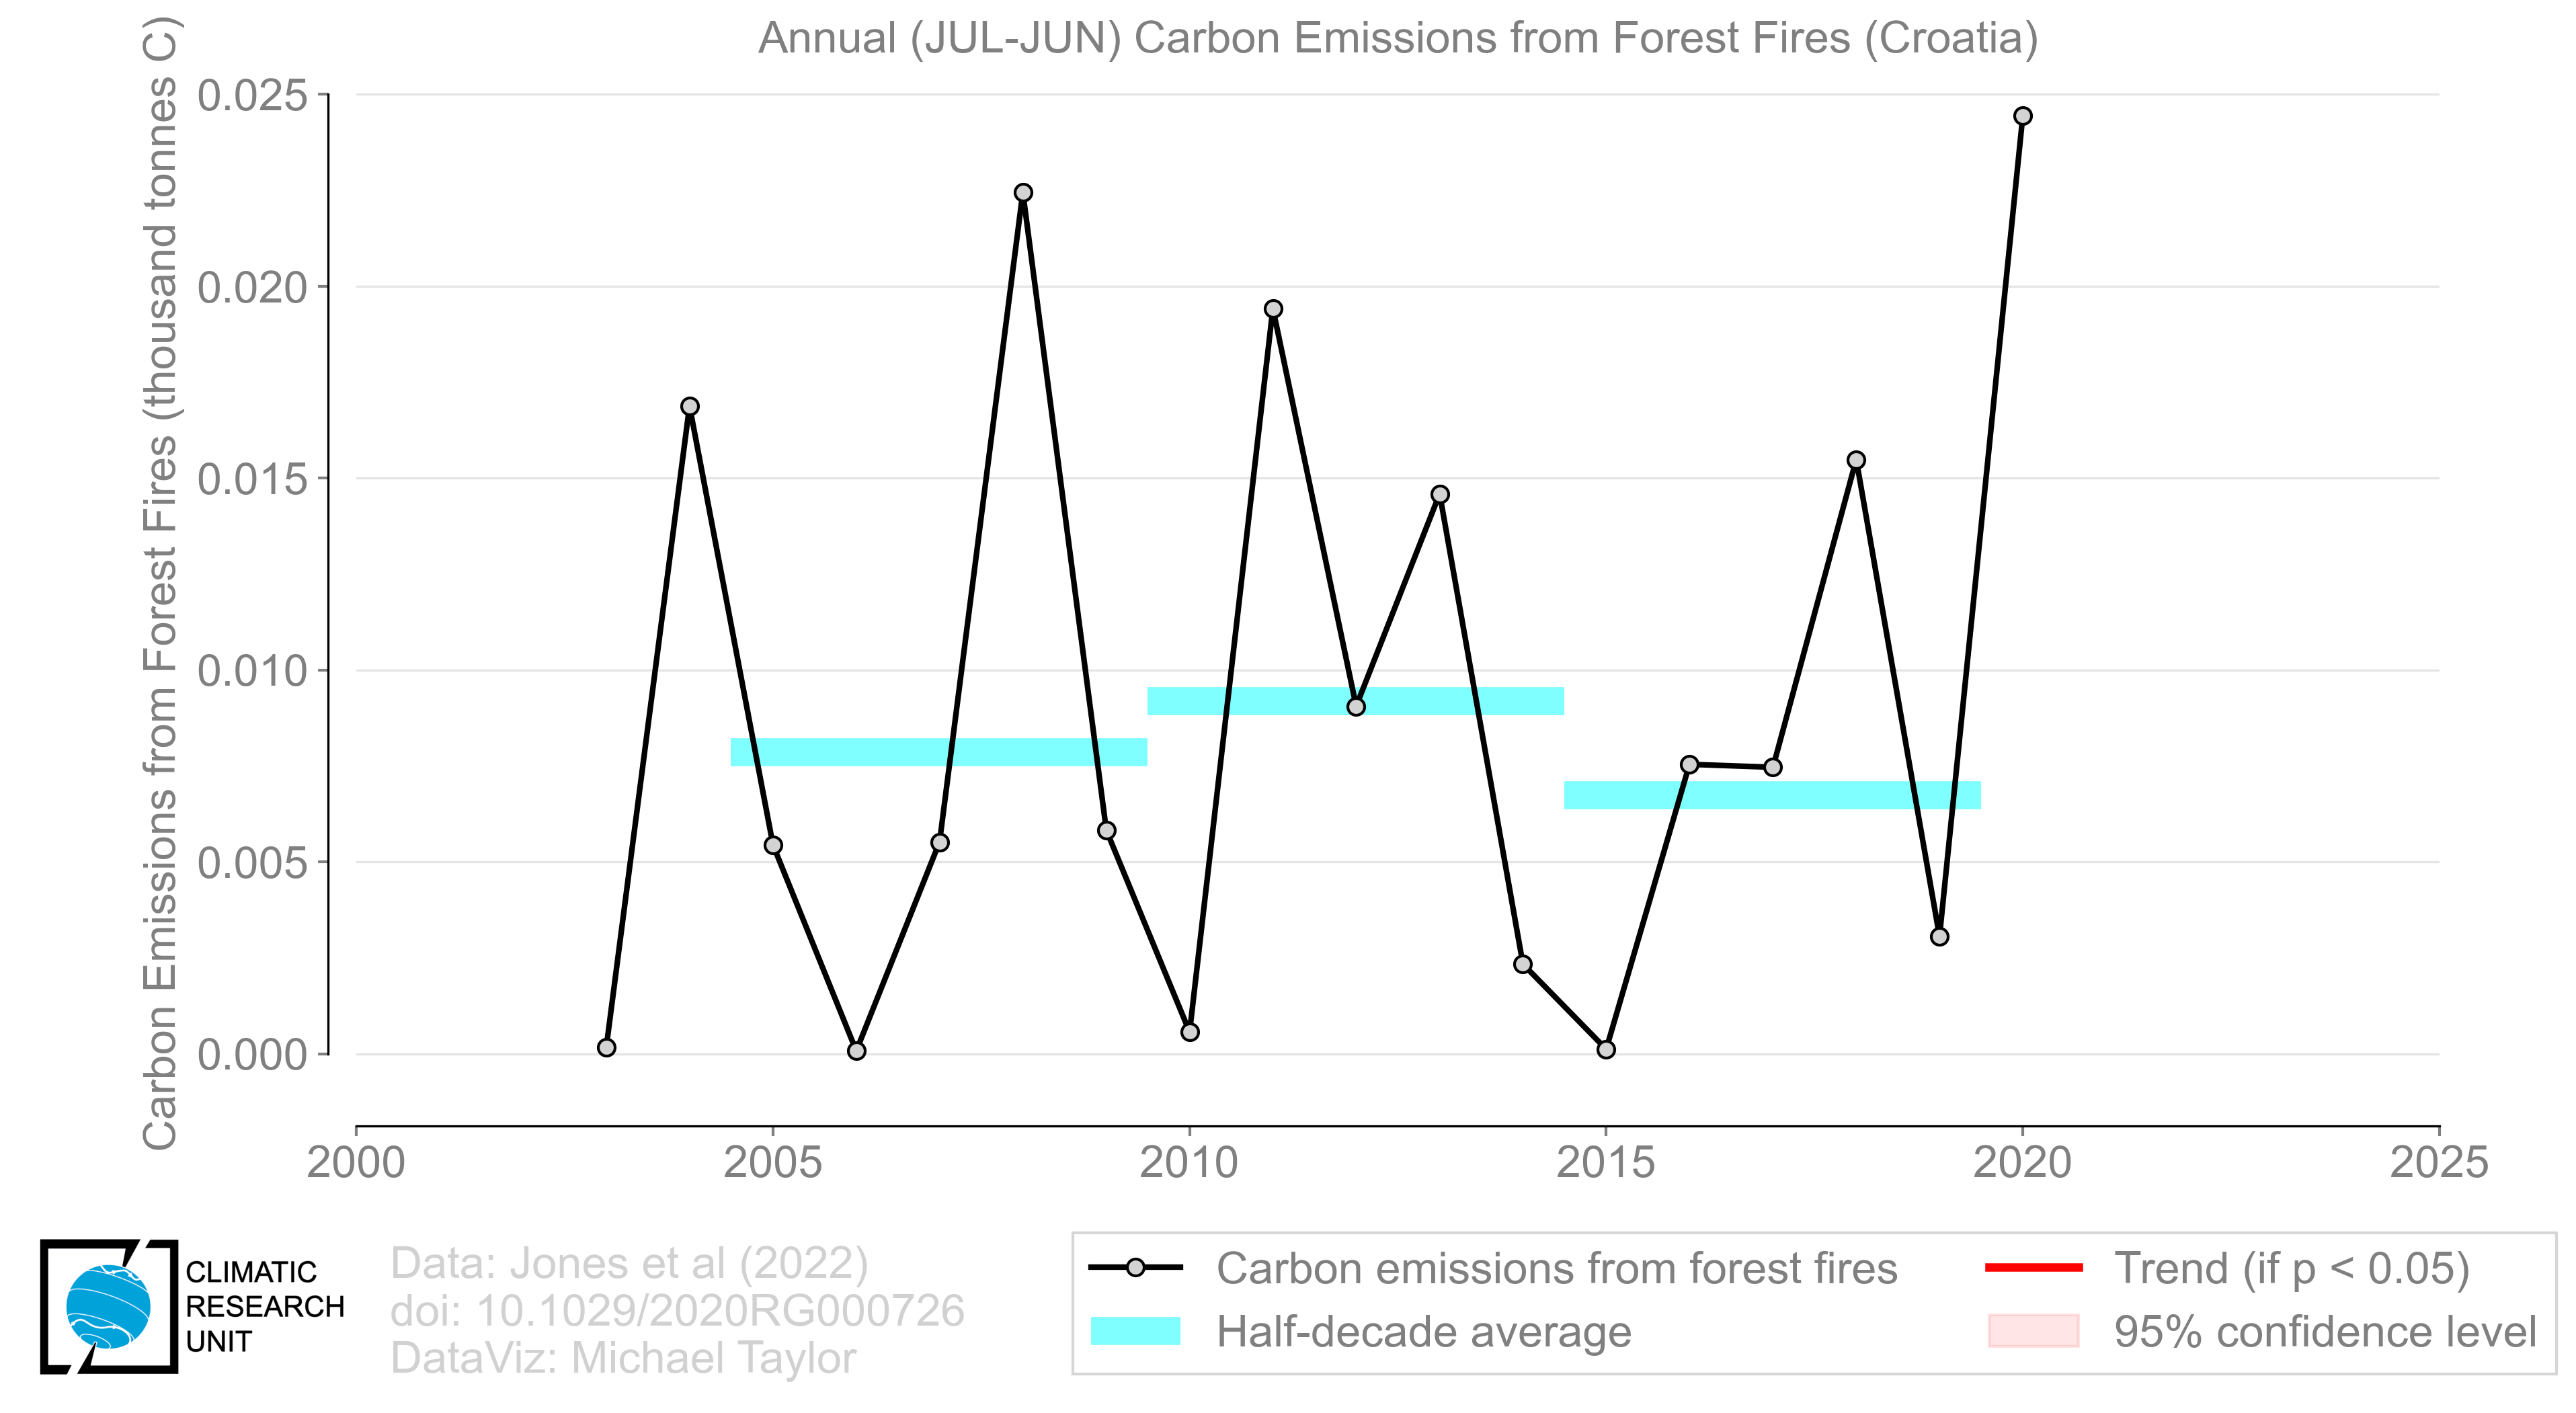 Annual (JUL-JUN) Carbon Emissions from Forest Fires (Croatia)
Carbon Emissions from Forest Fires (thousand tonnes C)
0.025
0.020
0.015
0.010
0.005
0.000
2000 2005 2010 2015 2020 2025
CLIMATIC
RESEARCH
UNIT
Data: Jones et al (2022)
doi: 10.1029/2020RG000726
DataViz: Michael Taylor
Carbon emissions from forest fires
Half-decade average
Trend (if p < 0.05)
95% confidence level